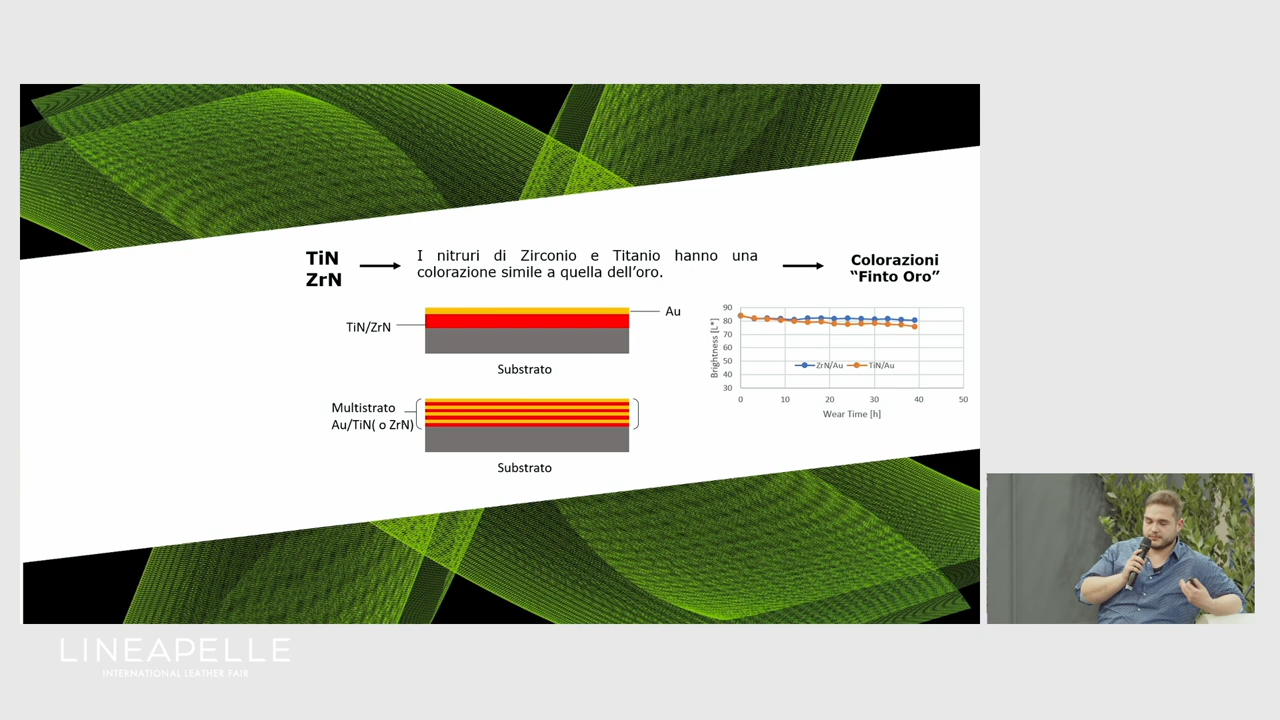 TiN
ZrN
I nitruri di Zirconio e Titanio hanno una
colorazione simile a quella dell’oro.
Colorazioni
“Finto Oro”
TiN/ZrN
Au
Substrato
Multistrato
Au/TiN( o ZrN)
Substrato
90
80
70
60
50
40
30
Brightness [L*]
ZrN/Au
TiN/Au
0
10
20
30
40
50
Wear Time [h]
LINEAPELLE
INTERNATIONAL LEATHER FAIR